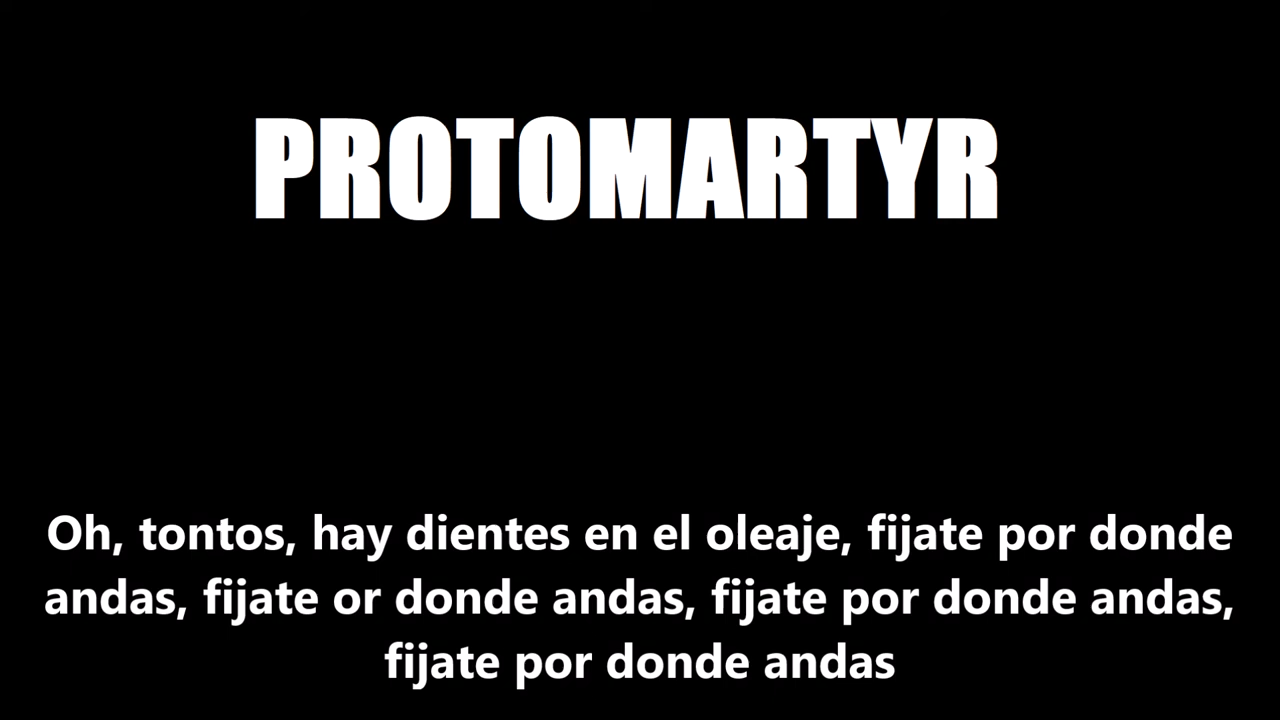 PROTOMARTYR
Oh, tontos, hay dientes en el oleaje, fijate por donde
andas, fijate or donde andas, fijate por donde andas,
fijate por donde andas